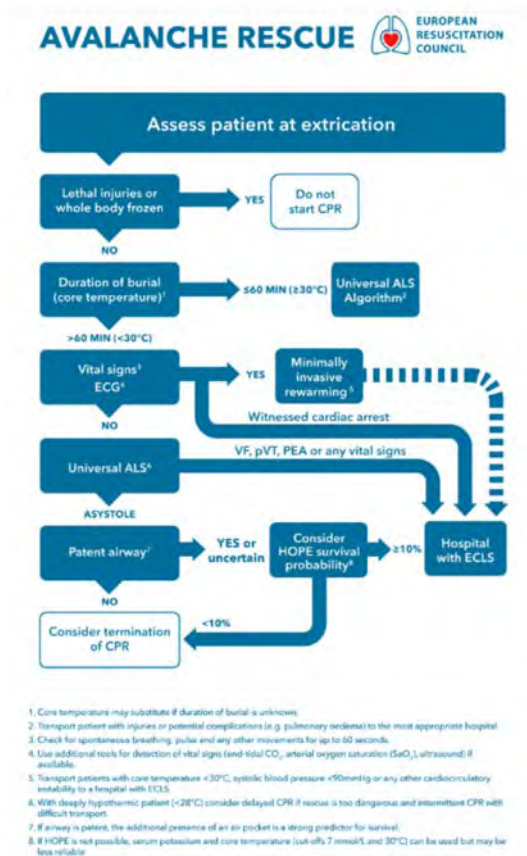 AVALANCHE RESCUE
EUROPEAN
RESUSCITATION
COUNCIL
Assess patient at extrication
Lethal injuries or
whole body frozen
YES
Do not
start CPR
NO
Duration of burial
(core temperature)1
≤60 MIN (≥30°C)
Universal ALS
Algorithm2
>60 MIN (<30°C)
Vital signs3
ECG4
YES
Minimally
invasive
rewarming5
Witnessed cardiac arrest
NO
VF, pVT, PEA or any vital signs
Universal ALS6
ASYSTOLE
Patent airway7
YES or
uncertain
Consider
HOPE survival
probability8
≥10%
Hospital
with ECLS
NO
<10%
Consider termination
of CPR
1. Core temperature may substitute if duration of burial is unknown
2. Transport patient with injuries or potential complications (e.g. pulmonary oedema) to the most appropriate hospital
3. Check for spontaneous breathing, pulse and any other movements for up to 60 seconds.
4. Use additional tools for detection of vital signs (end-tidal CO2, arterial oxygen saturation (SaO2), ultrasound) if
available.
5. Transport patients with core temperature <30°C, systolic blood pressure <90mmHg or any other cardiocirculatory
instability to a hospital with ECLS
6. With deeply hypothermic patient (<28°C) consider delayed CPR if rescue is too dangerous and intermittent CPR with
difficult transport.
7. If airway is patent, the additional presence of an air pocket is a strong predictor for survival.
8. If HOPE is not possible, serum potassium and core temperature (cut-offs 7 mmol/L and 30°C) can be used but may be
less reliable